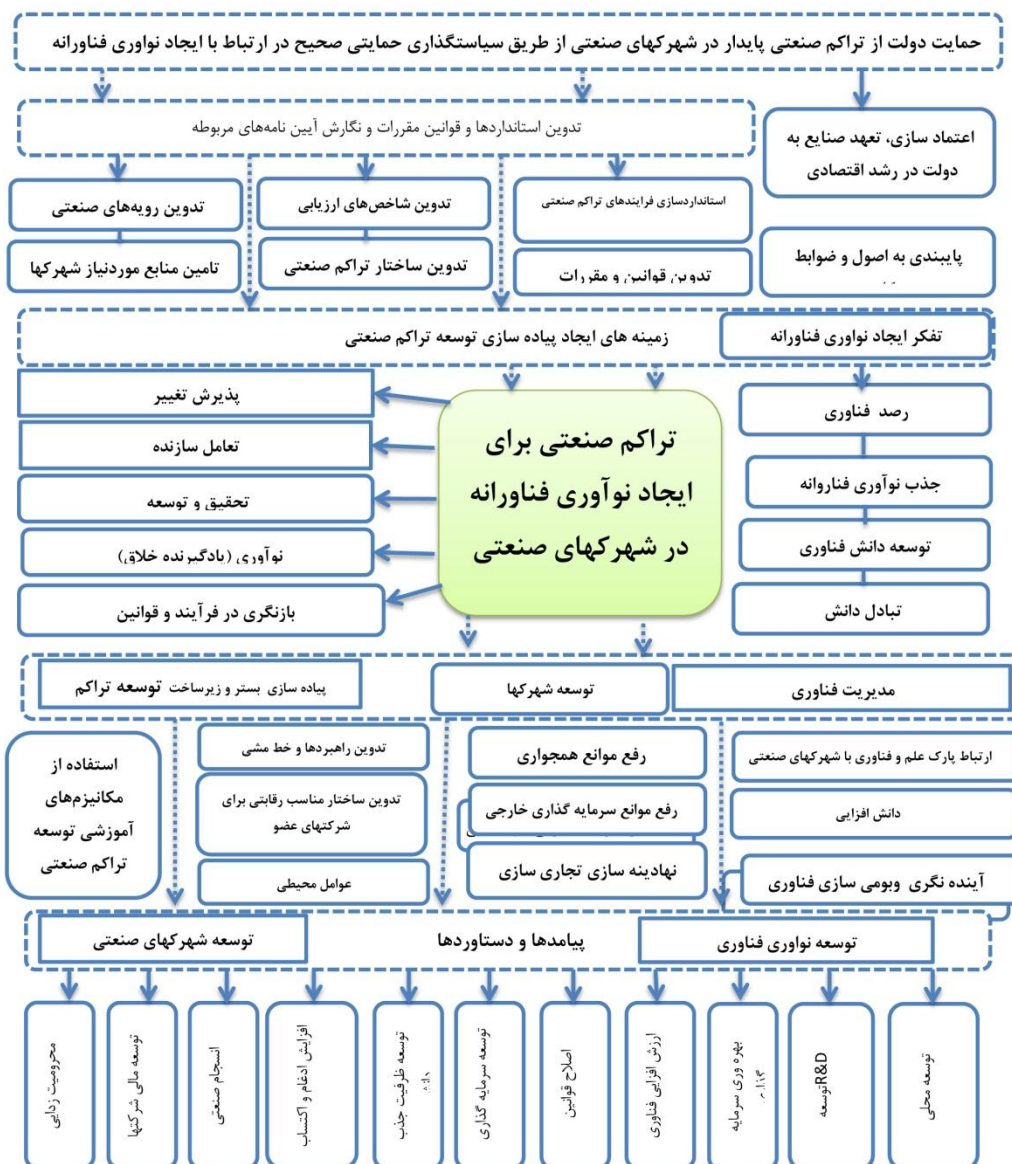 حمایت دولت از تراکم صنعتی پایدار در شهرکهای صنعتی از طریق سیاستگذاری حمایتی صحیح در ارتباط با ایجاد نواوری فناورانه
تدوین استانداردها و قوانین مقررات و نگارش آیین نامه‌های مربوطه
اعتماد سازی، تعهد صنایع به
دولت در رشد اقتصادی
استانداردسازی فرایندهای تراکم صنعتی
تدوین شاخص‌های ارزیابی
تدوین رویه‌های صنعتی
پایبندی به اصول و ضوابط
تدوین قوانین و مقررات
تدوین ساختار تراکم صنعتی
تامین منابع موردنیاز شهرکها
تفکر ایجاد نواوری فناورانه
زمینه های ایجاد پیاده سازی توسعه تراکم صنعتی
رصد فناوری
جذب نوآوری فناروانه
توسعه دانش فناوری
تبادل دانش
تراکم صنعتی برای
ایجاد نوآوری فناورانه
در شهرکهای صنعتی
پذیرش تغییر
تعامل سازنده
تحقیق و توسعه
نوآوری (یادگیرنده خلاق)
بازنگری در فرآیند و قوانین
مدیریت فناوری
توسعه شهرکها
پیاده سازی بستر و زیرساخت توسعه تراکم
ارتباط پارک علم و فناوری با شهرکهای صنعتی
دانش افزایی
آینده نگری وبومی سازی فناوری
رفع موانع همجواری
رفع موانع سرمایه گذاری خارجی
نهادینه سازی تجاری سازی
تدوین راهبردها و خط مشی
تدوین ساختار مناسب رقابتی برای
شرکتهای عضو
عوامل محیطی
استفاده از
مکانیزم‌های
آموزشی توسعه
تراکم صنعتی
توسعه نواوری فناوری
پیامدها و دستاوردها
توسعه شهرکهای صنعتی
توسعه محلی
توسعهR&D
بهره وری سرمایه
ارزش افزایی فناوری
اصلاح قوانین
توسعه سرمایه گذاری
توسعه ظرفیت جذب
افزایش ادغام و اکتساب
انسجام صنعتی
توسعه مالی شرکتها
محرومیت زدایی